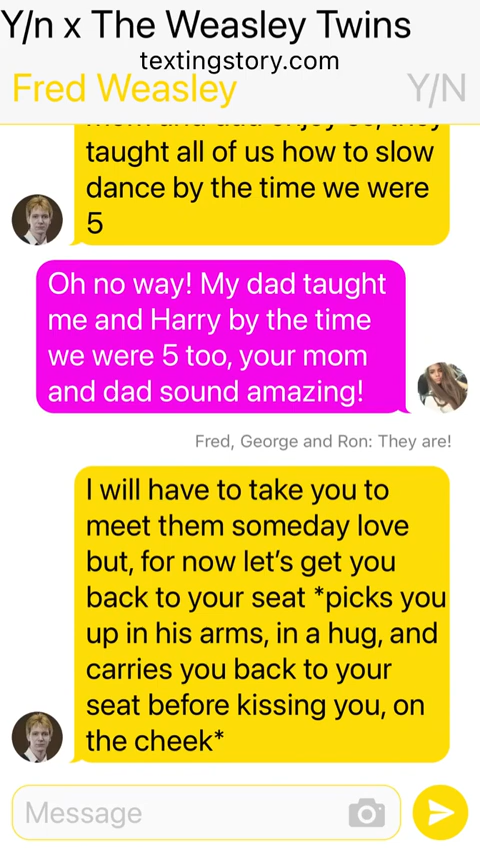 Y/n x The Weasley Twins
textingstory.com
Fred Weasley
Y/N
taught all of us how to slow
dance by the time we were
5
Oh no way! My dad taught
me and Harry by the time
we were 5 too, your mom
and dad sound amazing!
Fred, George and Ron: They are!
I will have to take you to
meet them someday love
but, for now let's get you
back to your seat *picks you
up in his arms, in a hug, and
carries you back to your
seat before kissing you, on
the cheek*
Message